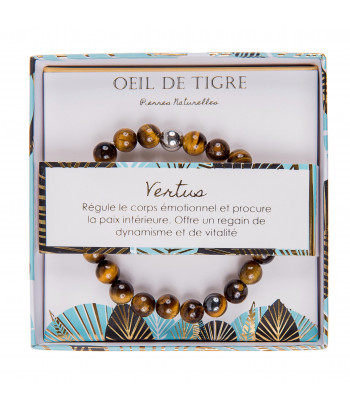 OEIL DE TIGRE
Pierres Naturelles
Vertus
Régule le corps émotionnel et procure
la paix intérieure. Offre un regain de
dynamisme et de vitalité